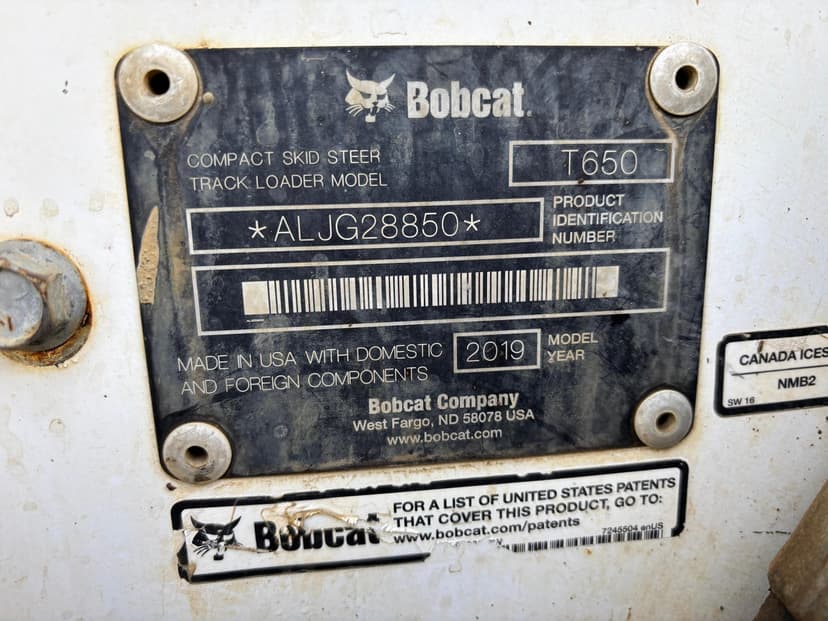 Bobcat
COMPACT SKID STEER
TRACK LOADER MODEL
T650
*ALJG28850*
PRODUCT
IDENTIFICATION
NUMBER
MADE IN USA WITH DOMESTIC
AND FOREIGN COMPONENTS
2019
MODEL
YEAR
Bobcat Company
West Fargo, ND 58078 USA
www.bobcat.com
CANADA ICES
NMB2
SW 16
Bobcat
FOR A LIST OF UNITED STATES PATENTS
THAT COVER THIS PRODUCT, GO TO:
www.bobcat.com/patents
7245504 enUS